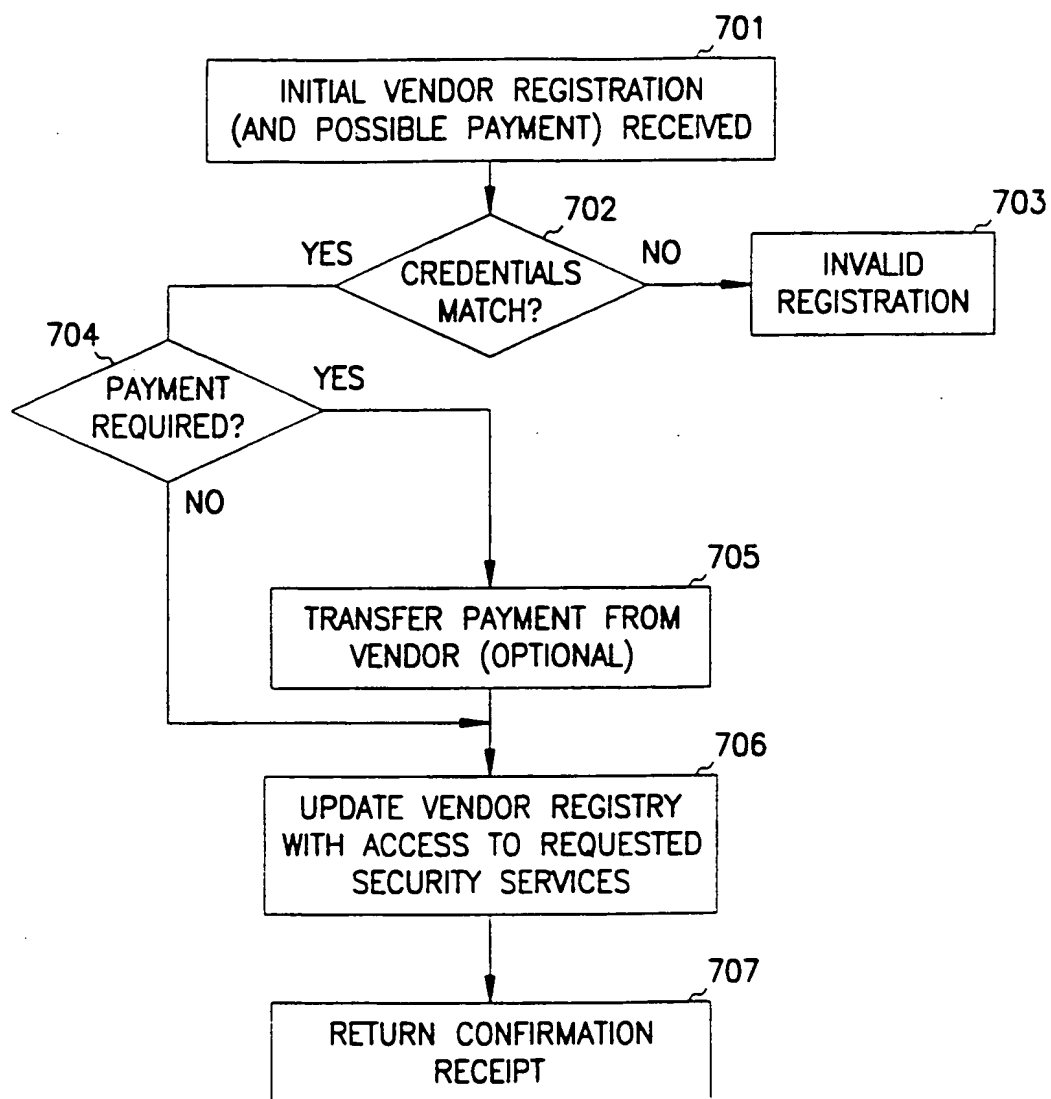 701
INITIAL VENDOR REGISTRATION
(AND POSSIBLE PAYMENT) RECEIVED
702
703
YES
CREDENTIALS
MATCH?
NO
INVALID
REGISTRATION
704
PAYMENT
REQUIRED?
YES
NO
705
TRANSFER PAYMENT FROM
VENDOR (OPTIONAL)
706
UPDATE VENDOR REGISTRY
WITH ACCESS TO REQUESTED
SECURITY SERVICES
707
RETURN CONFIRMATION
RECEIPT